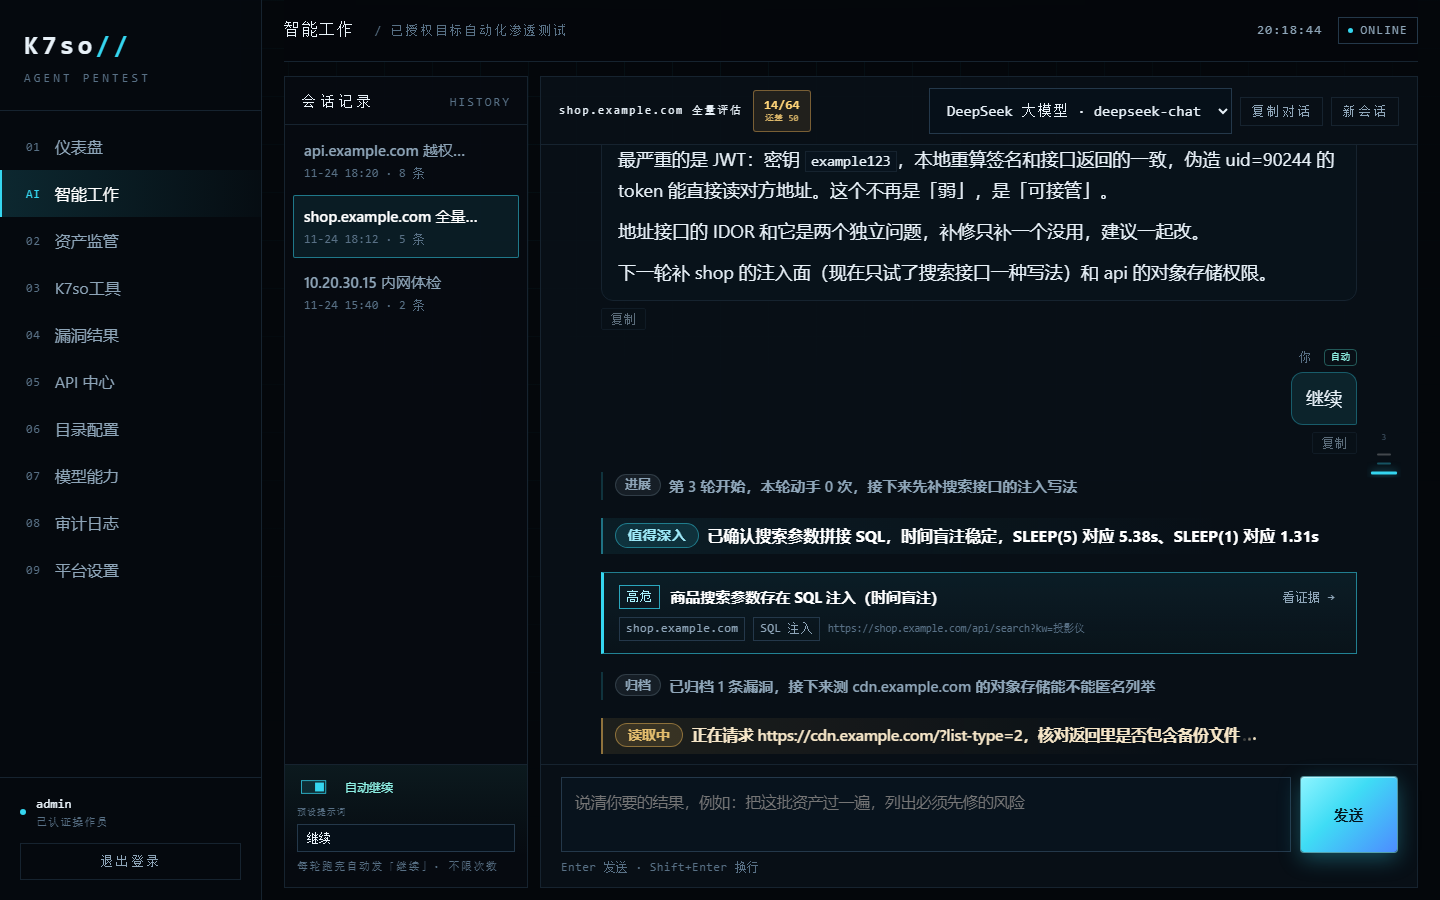 K7so//
AGENT PENTEST
01 仪表盘
AI 智能工作
02 资产监管
03 K7so工具
04 漏洞结果
05 API 中心
06 目录配置
07 模型能力
08 审计日志
09 平台设置
admin
已认证操作员
退出登录
智能工作 / 已授权目标自动化渗透测试
20:18:44 ONLINE
会话记录 HISTORY
api.example.com 越权...
11-24 18:20 · 8 条
shop.example.com 全量...
11-24 18:12 · 5 条
10.20.30.15 内网体检
11-24 15:40 · 2 条
自动继续
预设提示词
继续
每轮跑完自动发「继续」· 不限次数
shop.example.com 全量评估
14/64
还差 50
DeepSeek 大模型 · deepseek-chat
复制对话
新会话
最严重的是 JWT：密钥 example123，本地重算签名和接口返回的一致，伪造 uid=90244 的
token 能直接读对方地址。这个不再是「弱」，是「可接管」。
地址接口的 IDOR 和它是两个独立问题，补修只补一个没用，建议一起改。
下一轮补 shop 的注入面（现在只试了搜索接口一种写法）和 api 的对象存储权限。
复制
你 自动
继续
复制
3
进展 第 3 轮开始，本轮动手 0 次，接下来先补搜索接口的注入写法
值得深入 已确认搜索参数拼接 SQL，时间盲注稳定，SLEEP(5) 对应 5.38s、SLEEP(1) 对应 1.31s
高危 商品搜索参数存在 SQL 注入（时间盲注） 看证据 →
shop.example.com SQL 注入 https://shop.example.com/api/search?kw=投影仪
归档 已归档 1 条漏洞，接下来测 cdn.example.com 的对象存储能不能匿名列举
读取中 正在请求 https://cdn.example.com/?list-type=2，核对返回里是否包含备份文件...
说清你要的结果，例如：把这批资产过一遍，列出必须先修的风险
发送
Enter 发送 · Shift+Enter 换行